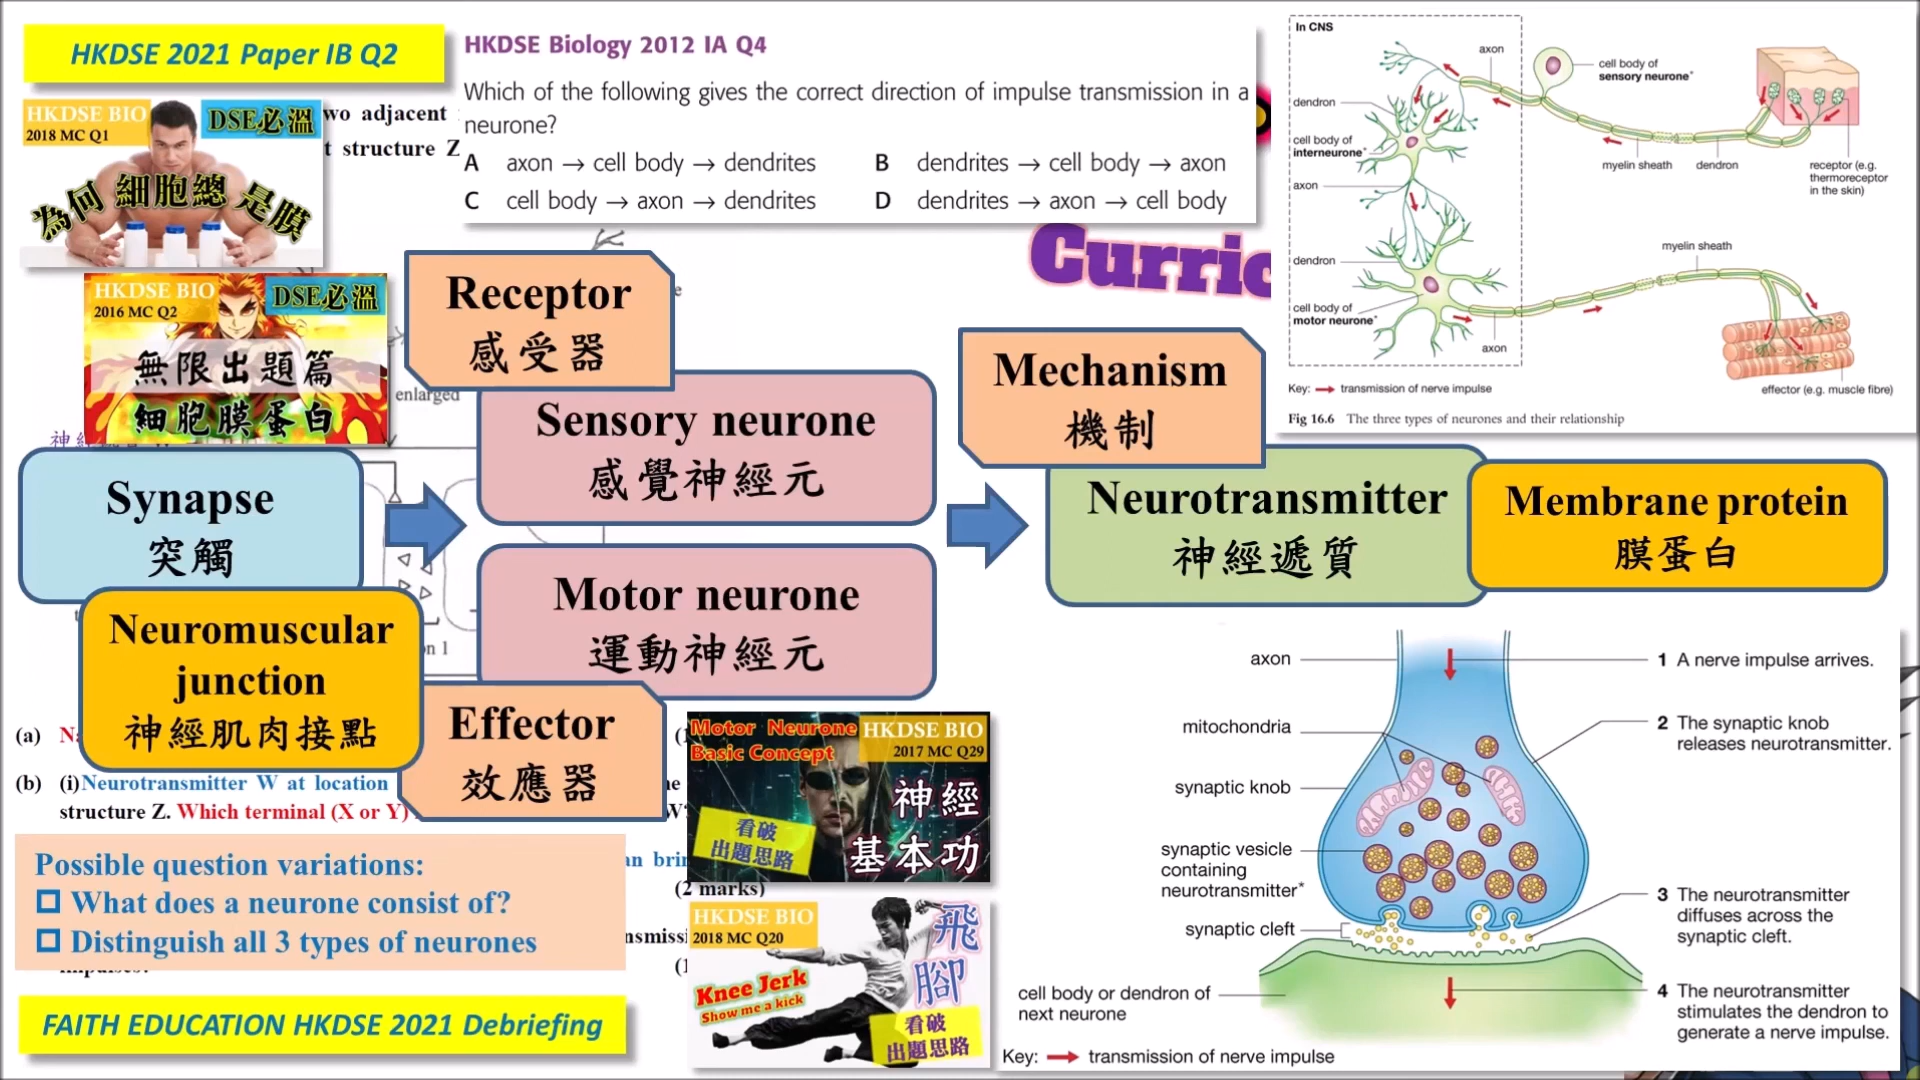 HKDSE 2021 Paper IB Q2
HKDSE BIO
2018 MC Q1
DSE必溫
為何 細胞總 是膜
wo adjacent
t structure Z
HKDSE Biology 2012 IA Q4
Which of the following gives the correct direction of impulse transmission in a
neurone?
A axon → cell body → dendrites
B dendrites → cell body → axon
C cell body → axon → dendrites
D dendrites → axon → cell body
Curric
In CNS
axon
cell body of
sensory neurone*
dendron
cell body of
interneurone*
axon
myelin sheath
dendron
receptor (e.g.
thermoreceptor
in the skin)
dendron
myelin sheath
cell body of
motor neurone*
axon
Key: → transmission of nerve impulse
effector (e.g. muscle fibre)
Fig 16.6 The three types of neurones and their relationship
HKDSE BIO
2016 MC Q2
DSE必溫
無限出題篇
細胞膜蛋白
enlarged
Receptor
感受器
Sensory neurone
感覺神經元
Mechanism
機制
Synapse
突觸
Neurotransmitter
神經遞質
Membrane protein
膜蛋白
Motor neurone
運動神經元
Neuromuscular
junction
神經肌肉接點
n 1
Effector
效應器
(a)
(b) (i) Neurotransmitter W at location
structure Z. Which terminal (X or Y)
an brin
(2 marks)
nsmissi
Possible question variations:
What does a neurone consist of?
Distinguish all 3 types of neurones
impulses.
FAITH EDUCATION HKDSE 2021 Debriefing
Motor Neurone
Basic Concept
HKDSE BIO
2017 MC Q29
神經
基本功
看破
出題思路
HKDSE BIO
2018 MC Q20
飛
腳
Knee Jerk
Show me a kick
看破
出題思路
axon
mitochondria
synaptic knob
synaptic vesicle
containing
neurotransmitter*
synaptic cleft
cell body or dendron of
next neurone
1 A nerve impulse arrives.
2 The synaptic knob
releases neurotransmitter.
3 The neurotransmitter
diffuses across the
synaptic cleft.
4 The neurotransmitter
stimulates the dendron to
generate a nerve impulse.
Key: → transmission of nerve impulse